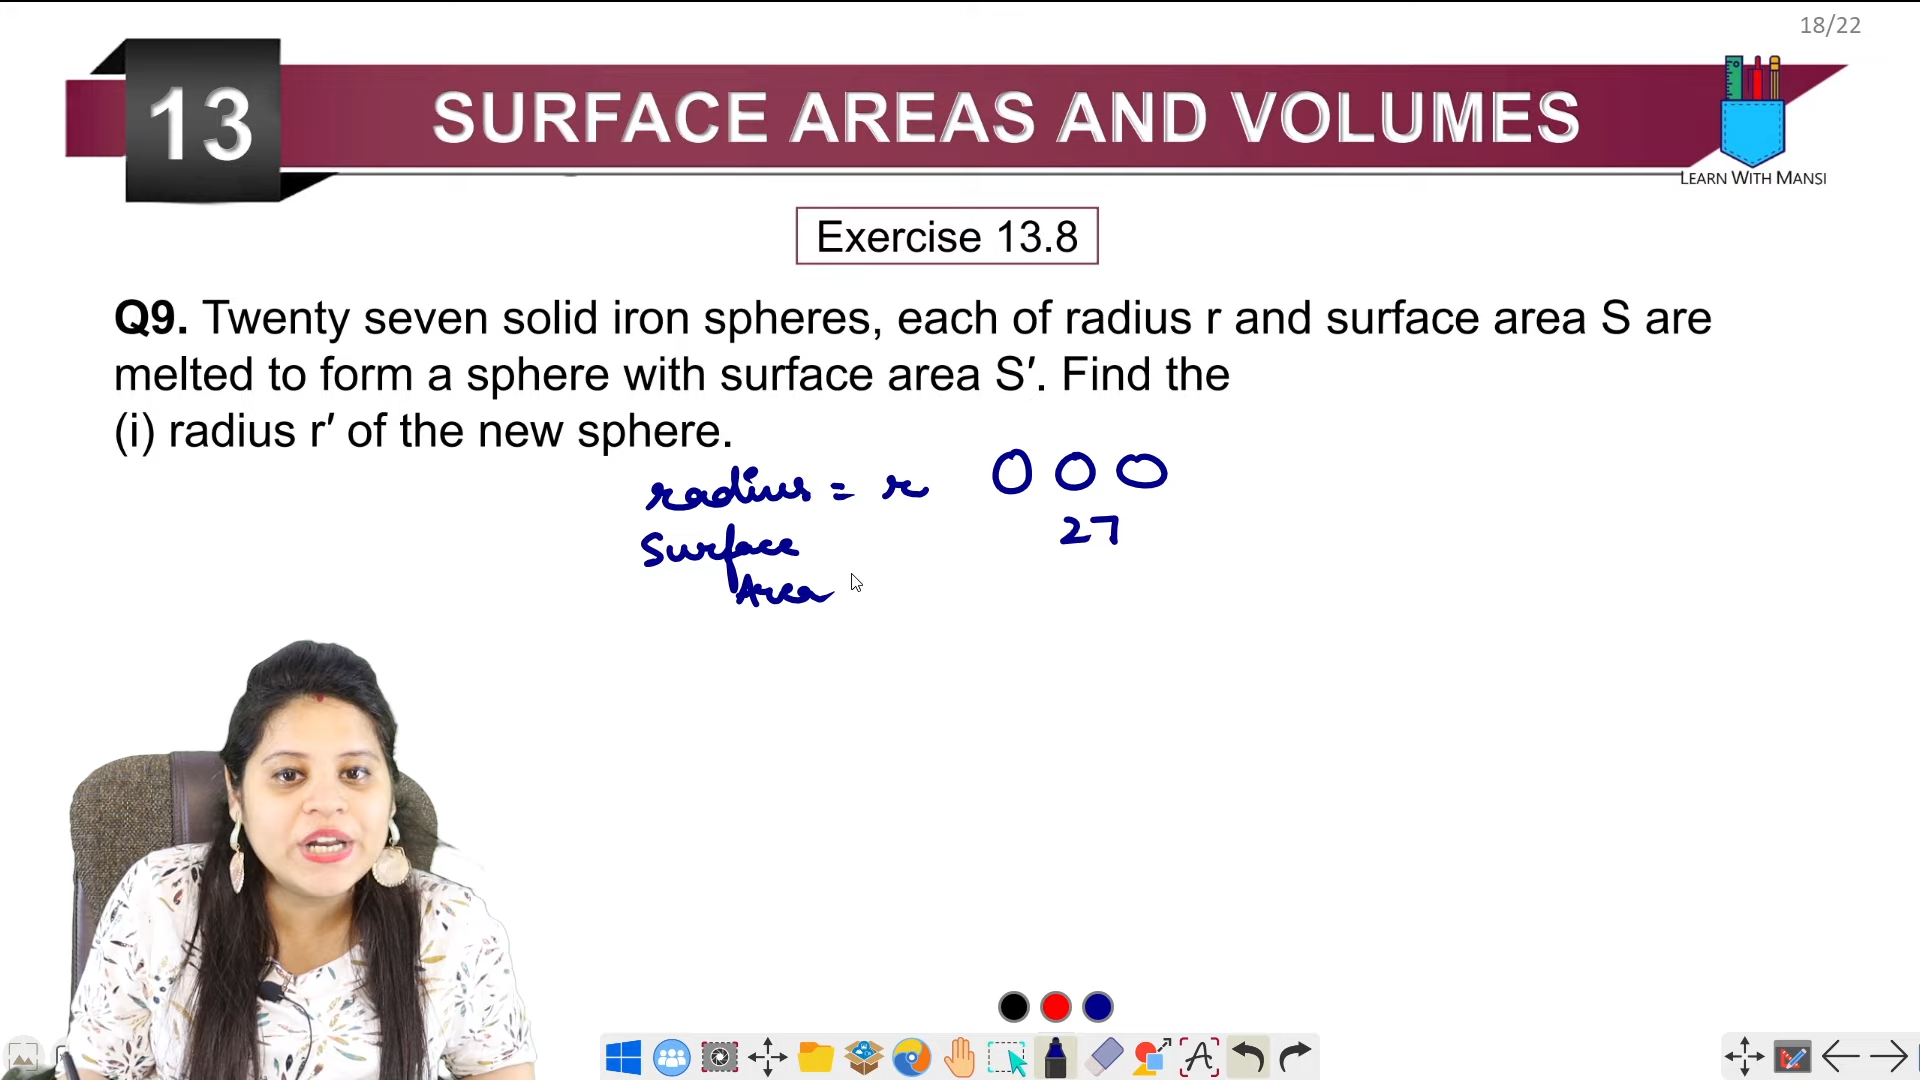 18/22
13
SURFACE AREAS AND VOLUMES
LEARN WITH MANSI
Exercise 13.8
Q9. Twenty seven solid iron spheres, each of radius r and surface area S are
melted to form a sphere with surface area S′. Find the
(i) radius r′ of the new sphere.
radius = r
27
Surface
Area